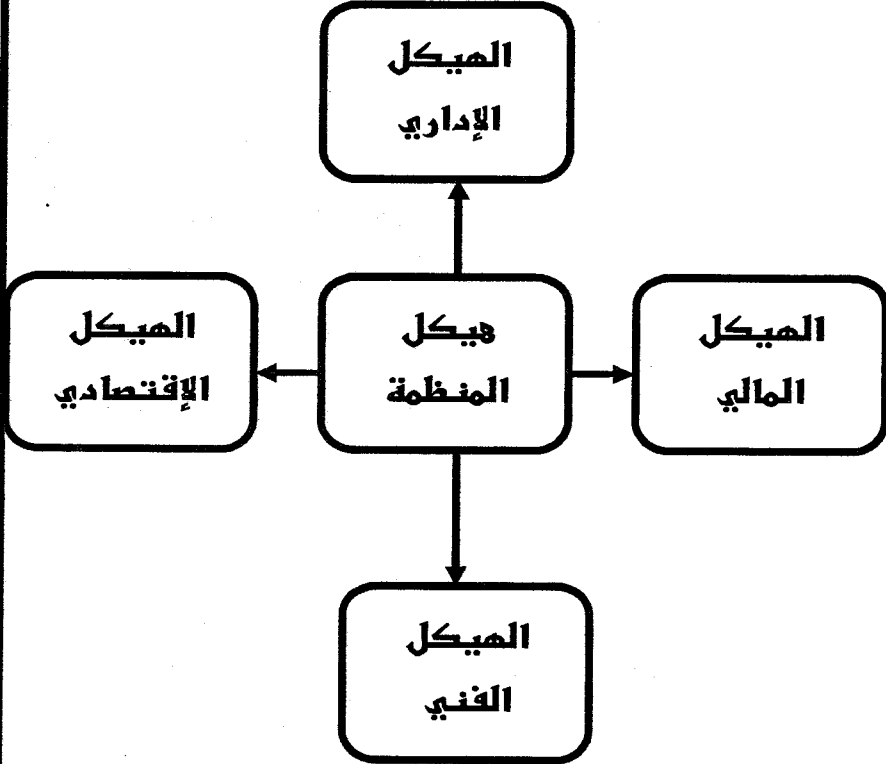 الهيكل
الإداري
الهيكل
المالي
هيكل
المنظمة
الهيكل
الإقتصادي
الهيكل
الفني